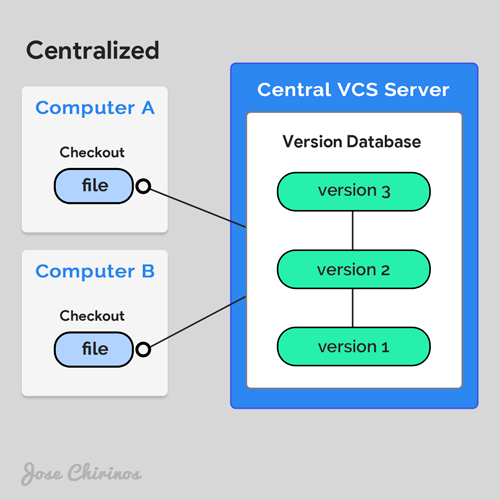 Centralized
Computer A
Checkout
file
Computer B
Checkout
file
Central VCS Server
Version Database
version 3
version 2
version 1
Jose Chirinos